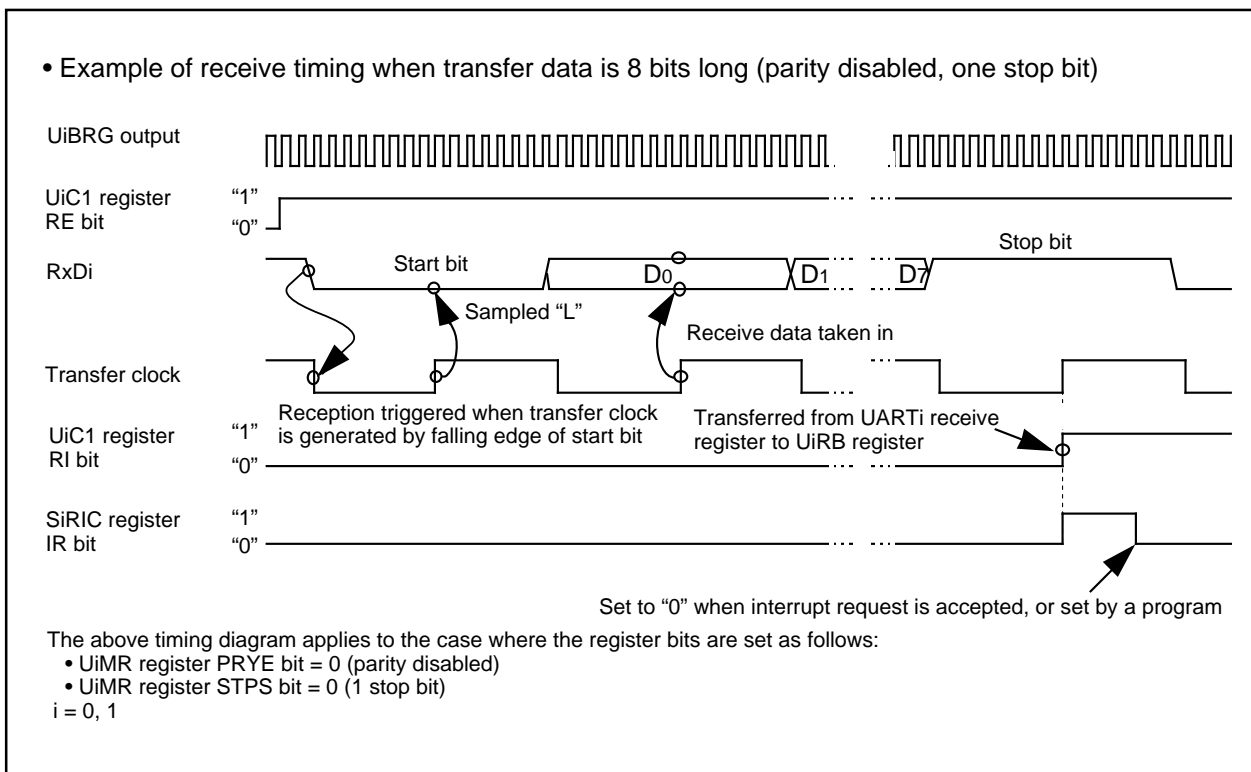 • Example of receive timing when transfer data is 8 bits long (parity disabled, one stop bit)
UiBRG output
UiC1 register
RE bit
“1”
“0”
RxDi
Start bit
D0
D1
D7
Stop bit
Sampled “L”
Receive data taken in
Transfer clock
Reception triggered when transfer clock
is generated by falling edge of start bit
Transferred from UARTi receive
register to UiRB register
UiC1 register
RI bit
“1”
“0”
SiRIC register
IR bit
“1”
“0”
Set to “0” when interrupt request is accepted, or set by a program
The above timing diagram applies to the case where the register bits are set as follows:
• UiMR register PRYE bit = 0 (parity disabled)
• UiMR register STPS bit = 0 (1 stop bit)
i = 0, 1